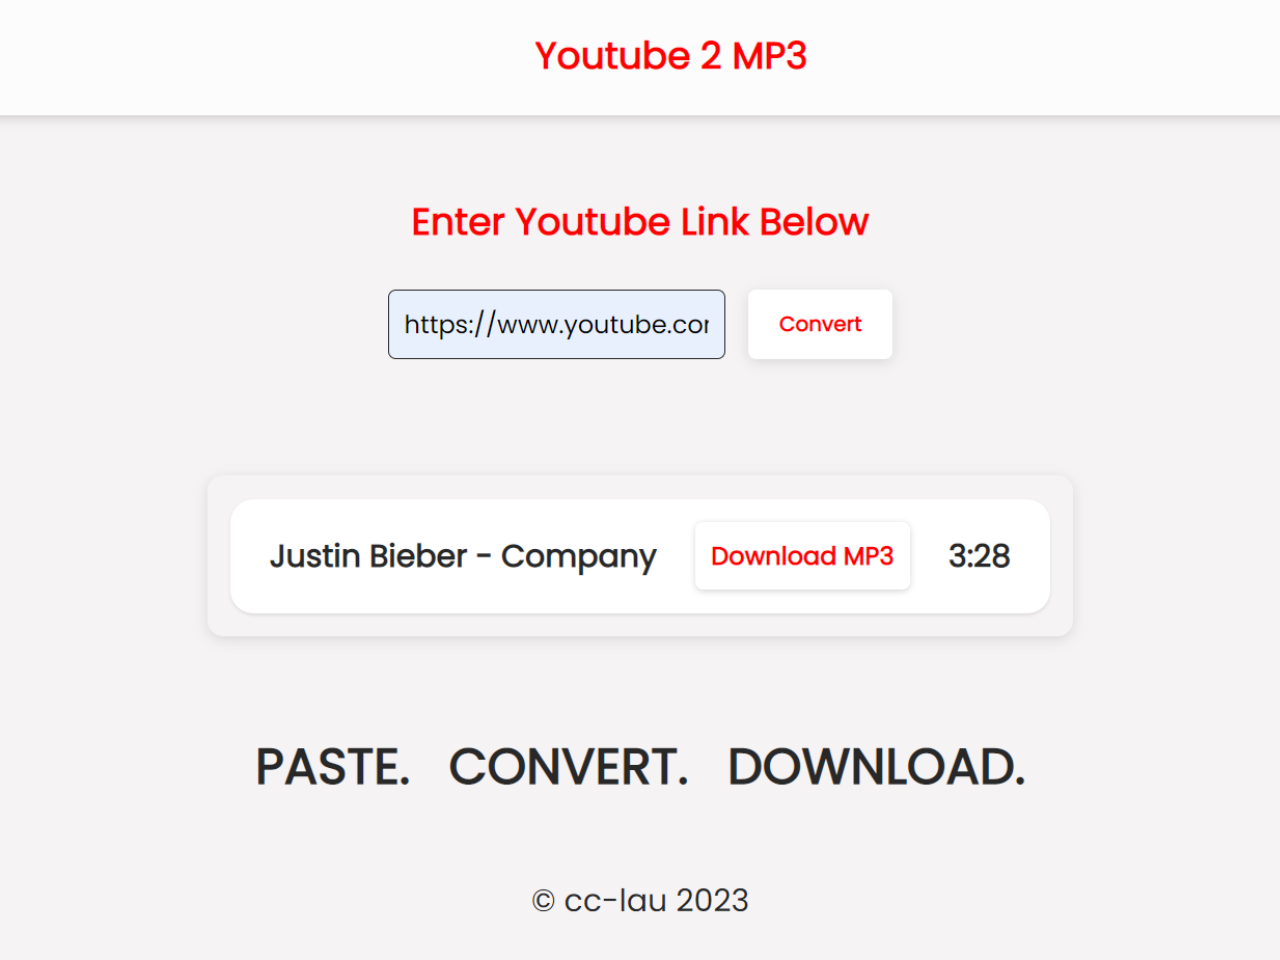 Youtube 2 MP3
Enter Youtube Link Below
https://www.youtube.cor
Convert
Justin Bieber - Company Download MP3 3:28
PASTE. CONVERT. DOWNLOAD.
© cc-lau 2023